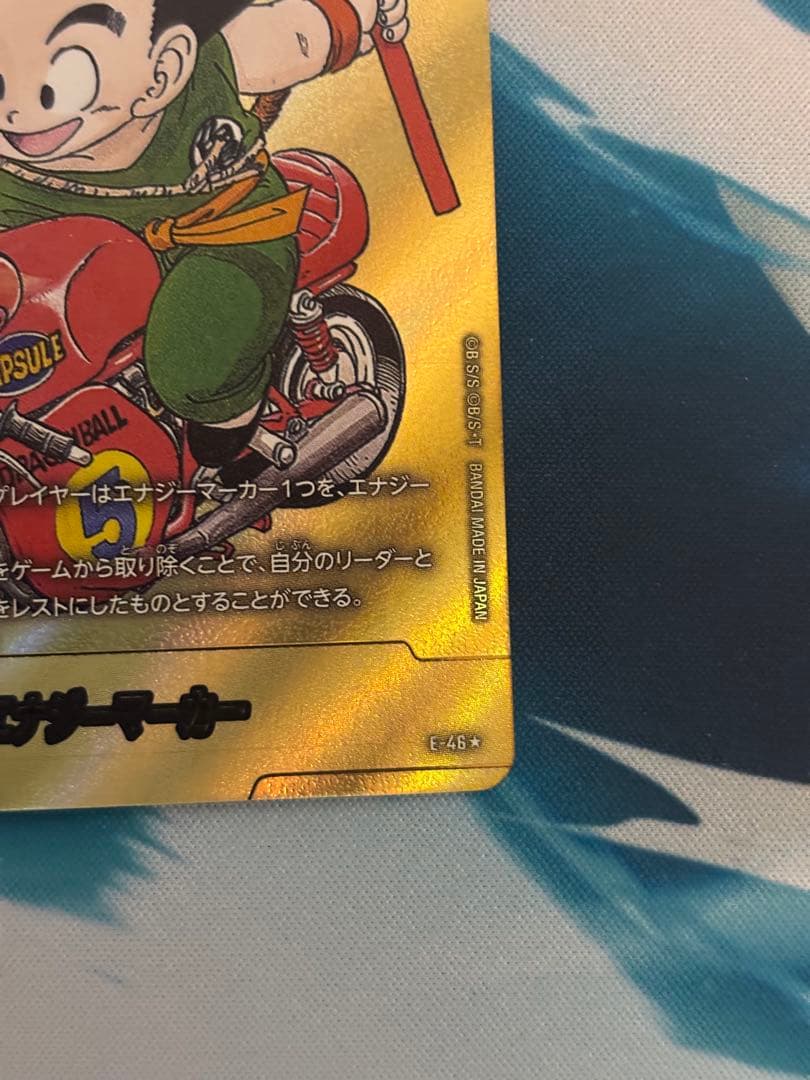 PSULE
DRAGON BALL
5
プレイヤーはエナジーマーカー1つを、エナジー
をゲームから取り除くことで、自分のリーダーと
をレストにしたものとすることができる。
エナジーマーカー
E-46★
©B S/S ©B/S・T BANDAI MADE IN JAPAN